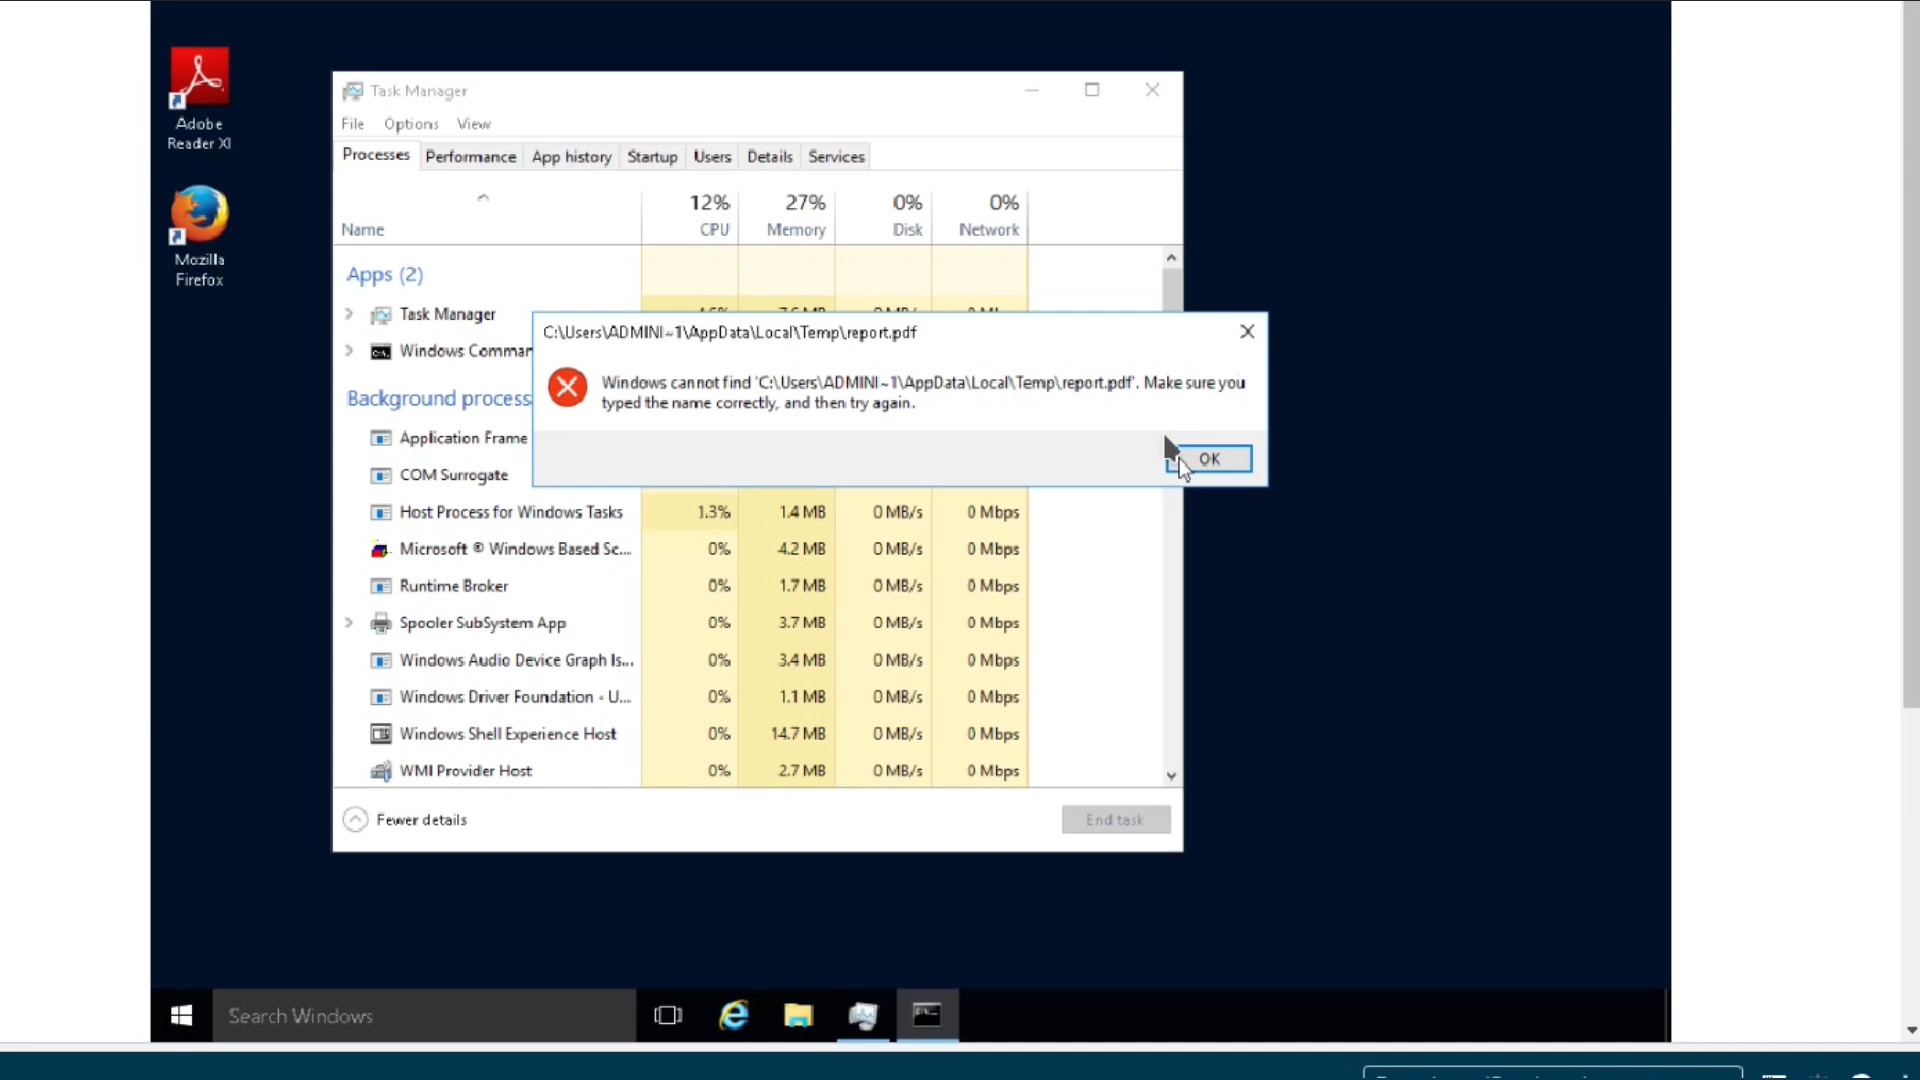 Adobe
Reader XI
Mozilla
Firefox
Task Manager
File Options View
Processes Performance App history Startup Users Details Services
12% 27% 0% 0%
Name CPU Memory Disk Network
Apps (2)
Task Manager
Windows Comman
C:\Users\ADMINI~1\AppData\Local\Temp\report.pdf
Windows cannot find 'C:\Users\ADMINI~1\AppData\Local\Temp\report.pdf'. Make sure you
typed the name correctly, and then try again.
OK
Background process
Application Frame
COM Surrogate
Host Process for Windows Tasks 1.3% 1.4 MB 0 MB/s 0 Mbps
Microsoft ® Windows Based Sc... 0% 4.2 MB 0 MB/s 0 Mbps
Runtime Broker 0% 1.7 MB 0 MB/s 0 Mbps
Spooler SubSystem App 0% 3.7 MB 0 MB/s 0 Mbps
Windows Audio Device Graph Is... 0% 3.4 MB 0 MB/s 0 Mbps
Windows Driver Foundation - U... 0% 1.1 MB 0 MB/s 0 Mbps
Windows Shell Experience Host 0% 14.7 MB 0 MB/s 0 Mbps
WMI Provider Host 0% 2.7 MB 0 MB/s 0 Mbps
Fewer details End task
Search Windows